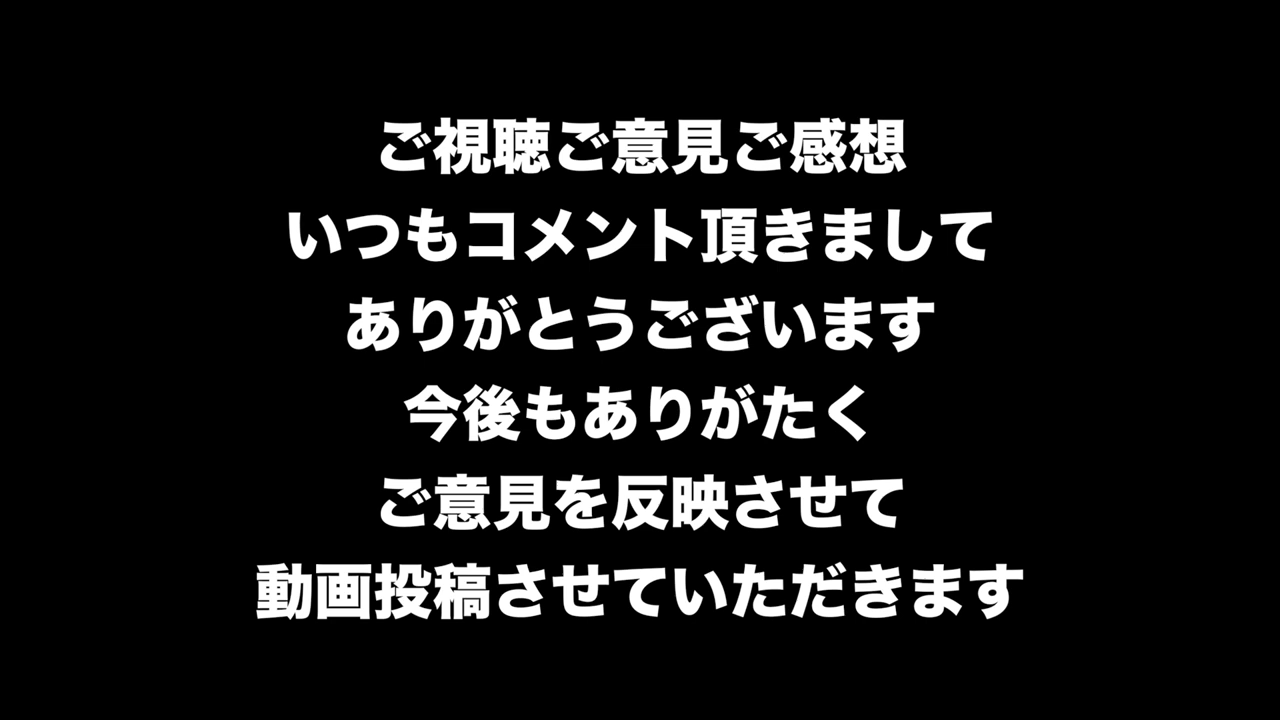 ご視聴ご意見ご感想
いつもコメント頂きまして
ありがとうございます
今後もありがたく
ご意見を反映させて
動画投稿させていただきます